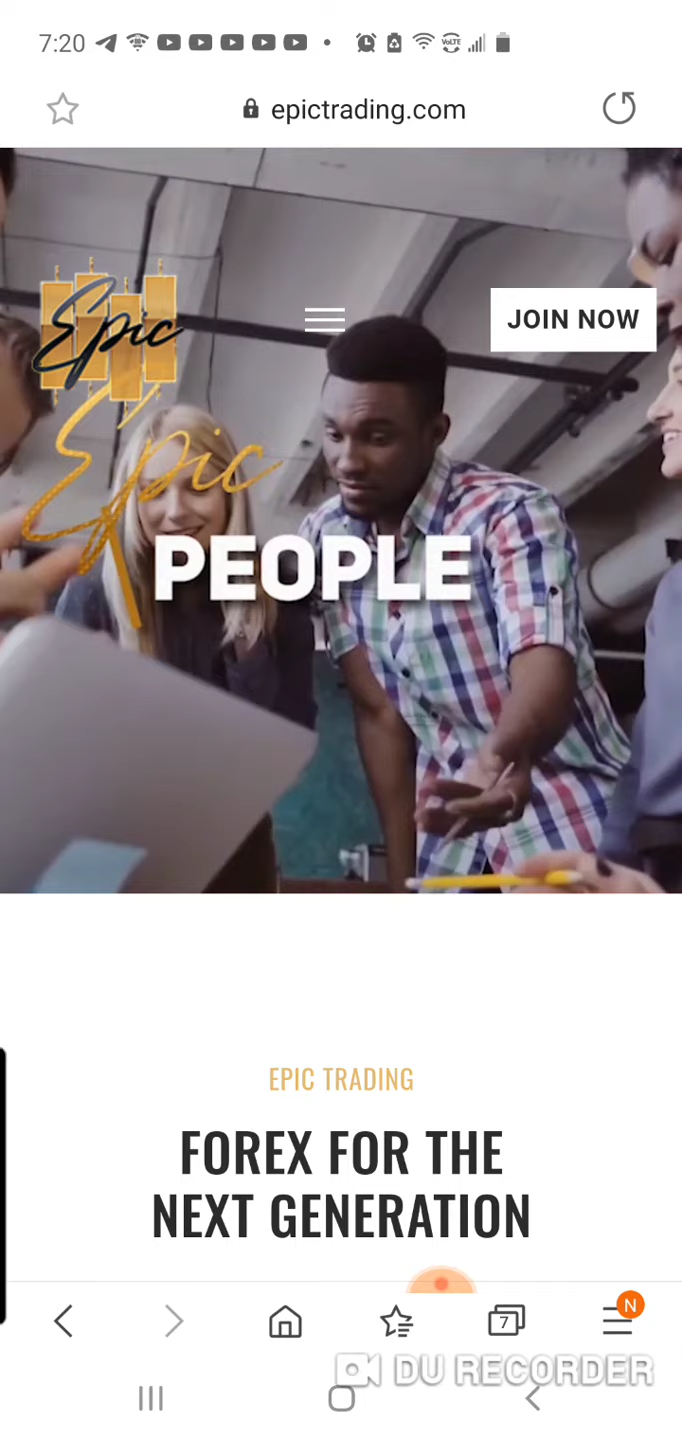 7:20
VoLTE
epictrading.com
Epic
JOIN NOW
Epic
PEOPLE
EPIC TRADING
FOREX FOR THE
NEXT GENERATION
7
N
DU RECORDER